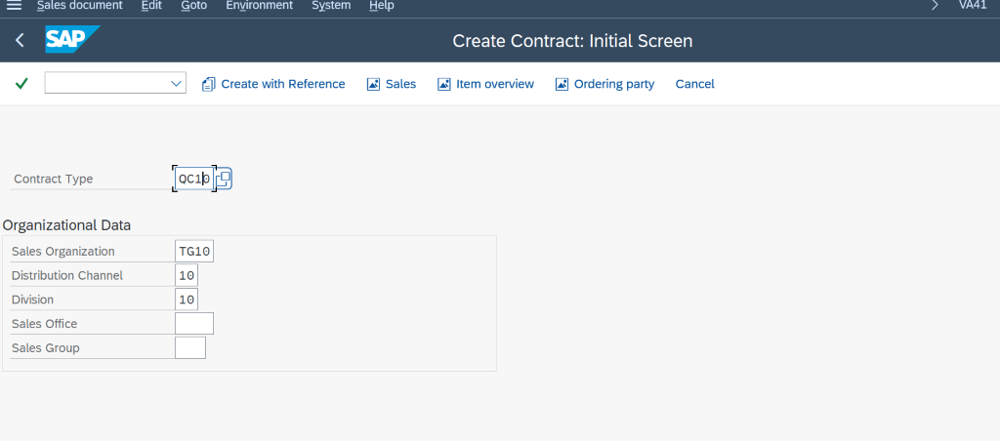 Sales document Edit Goto Environment System Help VA41
SAP Create Contract: Initial Screen
Create with Reference Sales Item overview Ordering party Cancel
Contract Type QC10
Organizational Data
Sales Organization TG10
Distribution Channel 10
Division 10
Sales Office
Sales Group